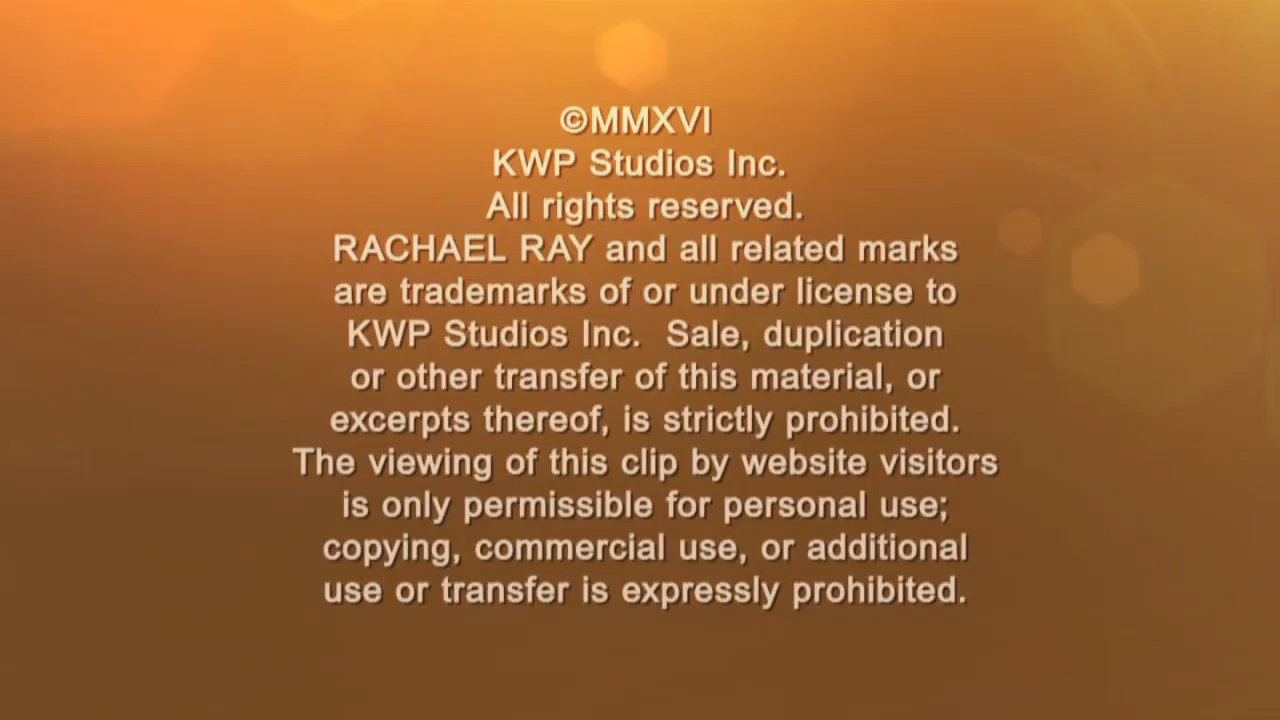 ©MMXVI
KWP Studios Inc.
All rights reserved.
RACHAEL RAY and all related marks
are trademarks of or under license to
KWP Studios Inc.  Sale, duplication
or other transfer of this material, or
excerpts thereof, is strictly prohibited.
The viewing of this clip by website visitors
is only permissible for personal use;
copying, commercial use, or additional
use or transfer is expressly prohibited.